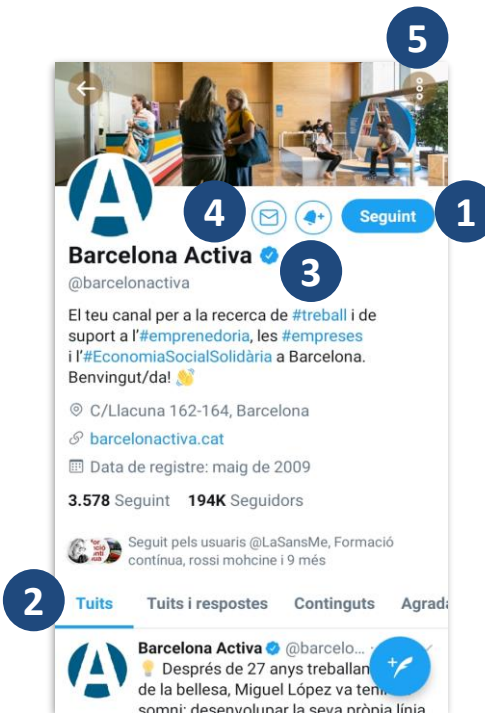 5
4
Seguint
1
Barcelona Activa
3
@barcelonactiva
El teu canal per a la recerca de #treball i de
suport a l'#emprenedoria, les #empreses
i l'#EconomiaSocialSolidària a Barcelona.
Benvingut/da! 👋
C/Llacuna 162-164, Barcelona
barcelonactiva.cat
Data de registre: maig de 2009
3.578 Seguint 194K Seguidors
Seguit pels usuaris @LaSansMe, Formació
contínua, rossi mohcine i 9 més
2
Tuits Tuits i respostes Continguts Agrada
Barcelona Activa @barcelo...
💡 Després de 27 anys treballan
de la bellesa, Miguel López va
somni: desenvolupar la seva pròpia línia